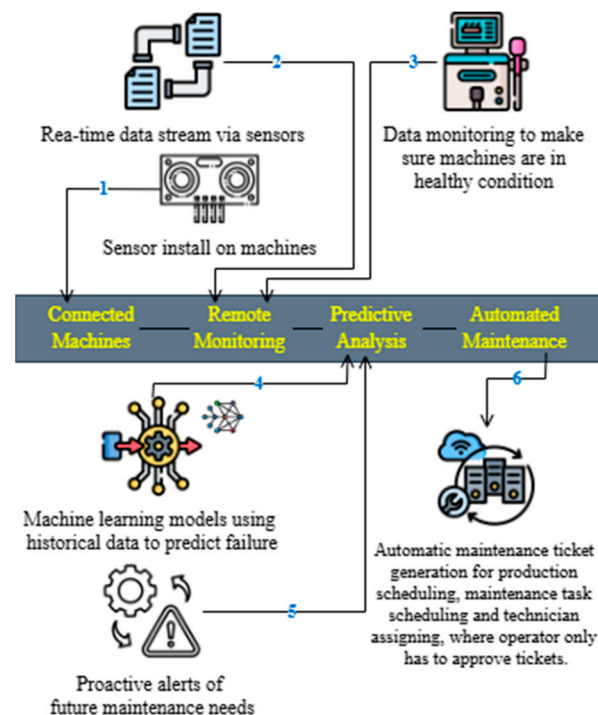 2
3
Rea-time data stream via sensors
Data monitoring to make
sure machines are in
healthy condition
1
Sensor install on machines
Connected
Machines
Remote
Monitoring
Predictive
Analysis
Automated
Maintenance
4
6
Machine learning models using
historical data to predict failure
Automatic maintenance ticket
generation for production
scheduling, maintenance task
scheduling and technician
assigning, where operator only
has to approve tickets.
5
Proactive alerts of
future maintenance needs